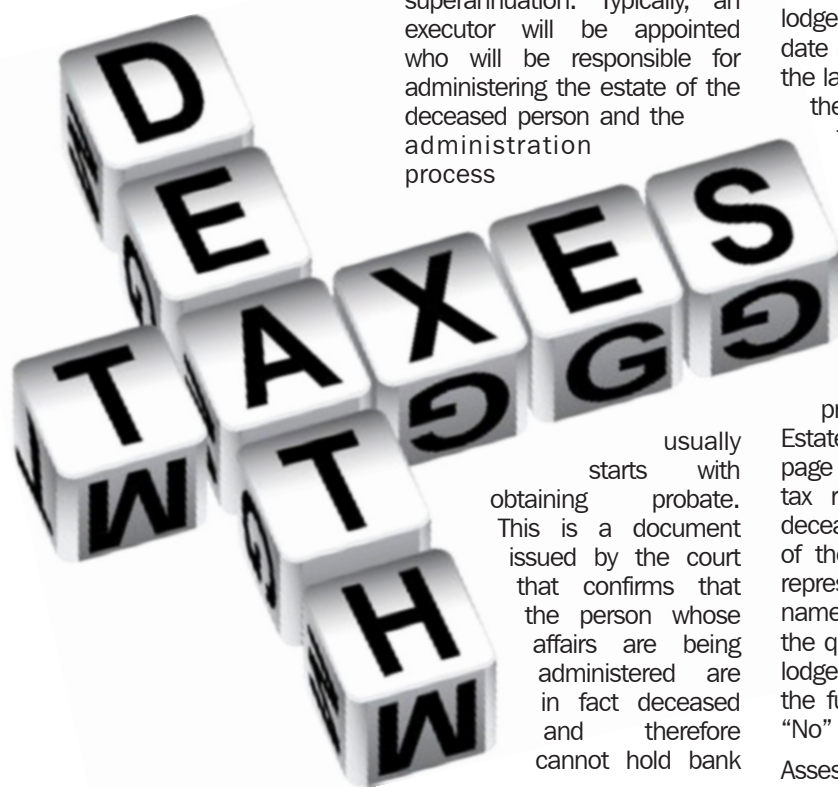 superannuation. Typically, an
executor will be appointed
who will be responsible for
administering the estate of the
deceased person and the
administration
process
DEATH
TAXES
usually
starts with
obtaining probate.
This is a document
issued by the court
that confirms that
the person whose
affairs are being
administered are
in fact deceased
and therefore
cannot hold bank
lodge
date
the la
the
pr
Estate
page
tax r
decea
of the
repres
name
the q
lodge
the fu
“No”
Asses